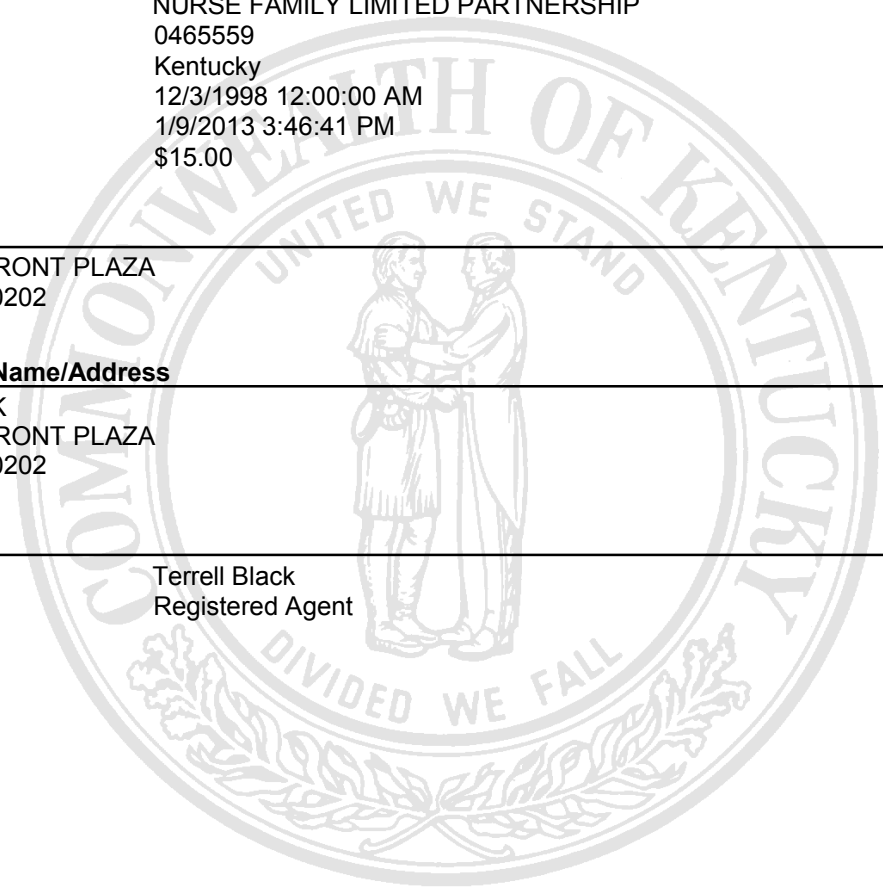 NURSE FAMILY LIMITED PARTNERSHIP
0465559
Kentucky
12/3/1998 12:00:00 AM
1/9/2013 3:46:41 PM
$15.00
COMMONWEALTH OF KENTUCKY
UNITED WE STAND
RONT PLAZA
0202
Name/Address
K
RONT PLAZA
0202
Terrell Black
Registered Agent
DIVIDED WE FALL